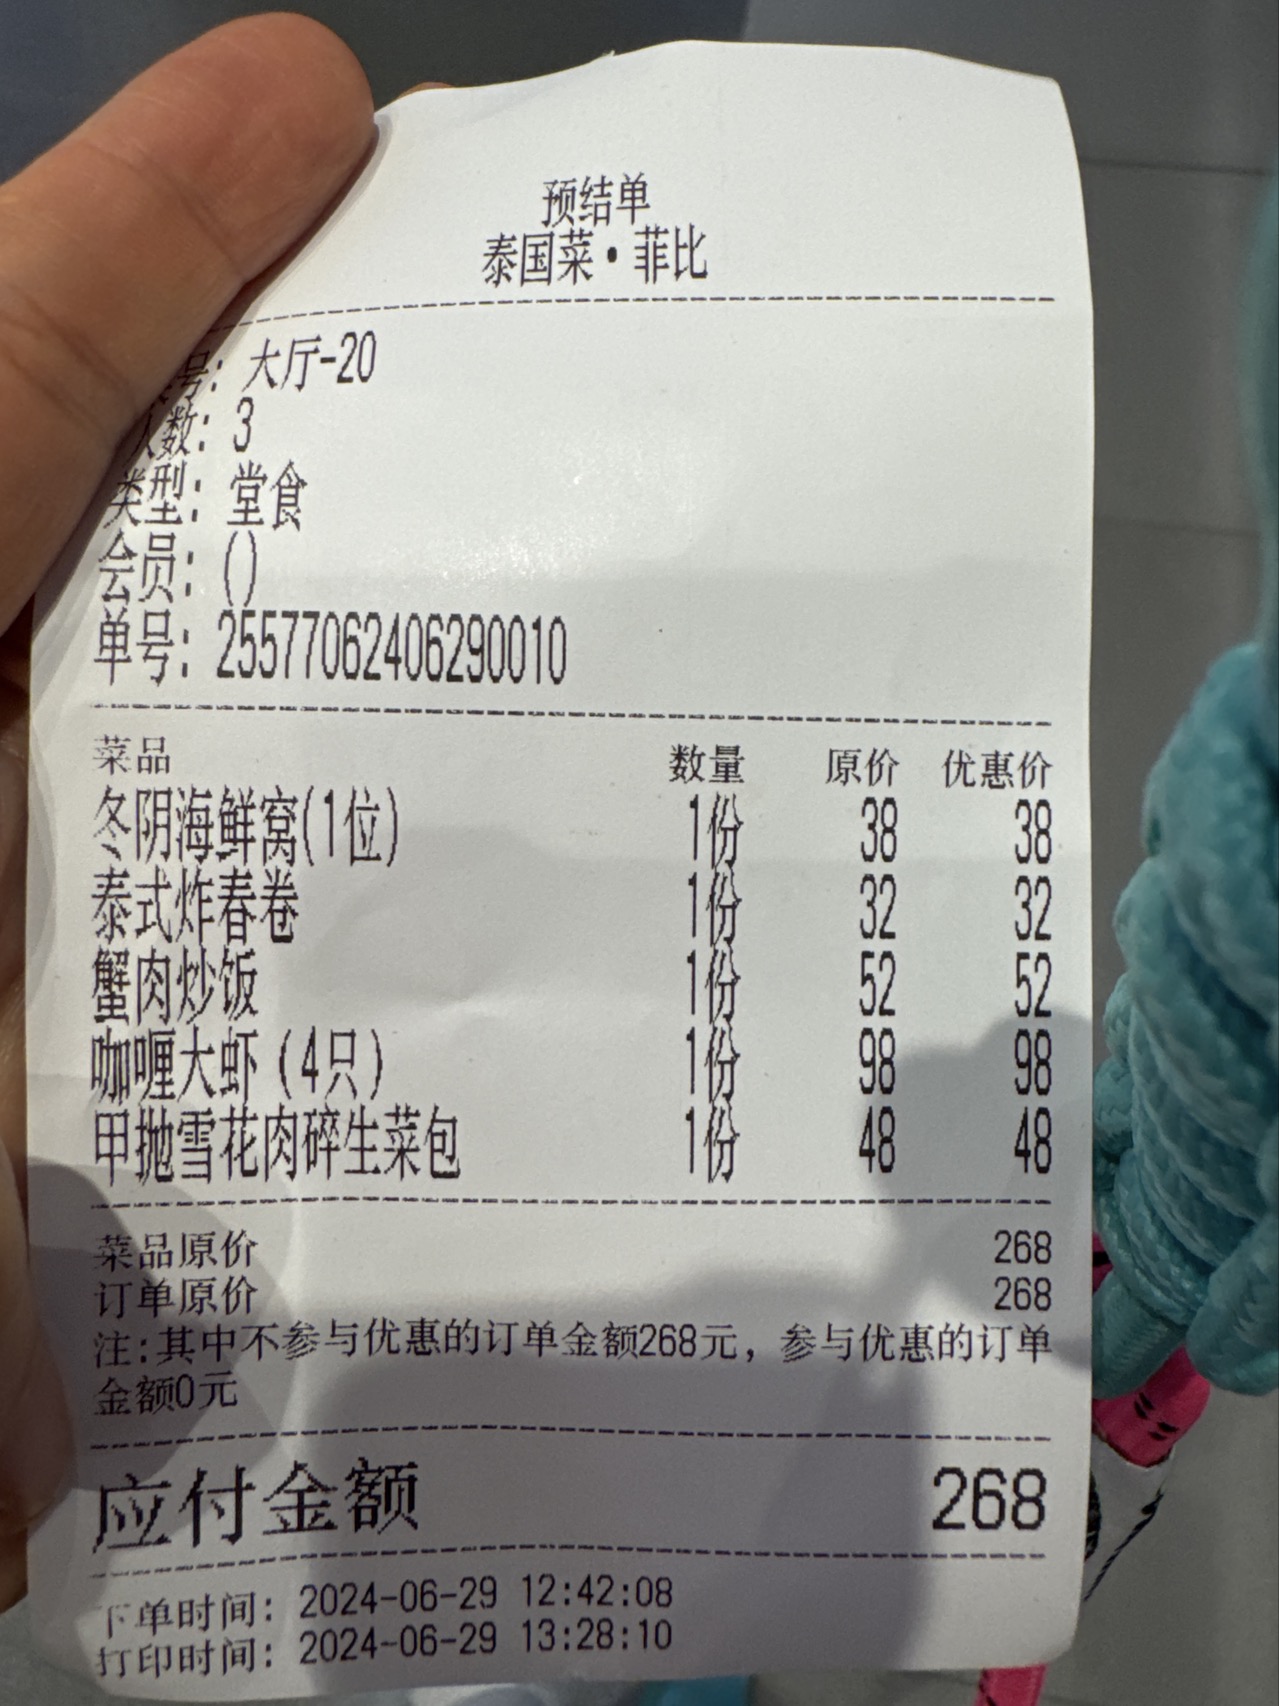 预结单
泰国菜·菲比
号: 大厅-20
人数: 3
类型: 堂食
会员: ()
单号: 25577062406290010
菜品 数量 原价 优惠价
冬阴海鲜窝(1位) 1份 38 38
泰式炸春卷 1份 32 32
蟹肉炒饭 1份 52 52
咖喱大虾(4只) 1份 98 98
甲抛雪花肉碎生菜包 1份 48 48
菜品原价 268
订单原价 268
注:其中不参与优惠的订单金额268元，参与优惠的订单
金额0元
应付金额 268
下单时间: 2024-06-29 12:42:08
打印时间: 2024-06-29 13:28:10